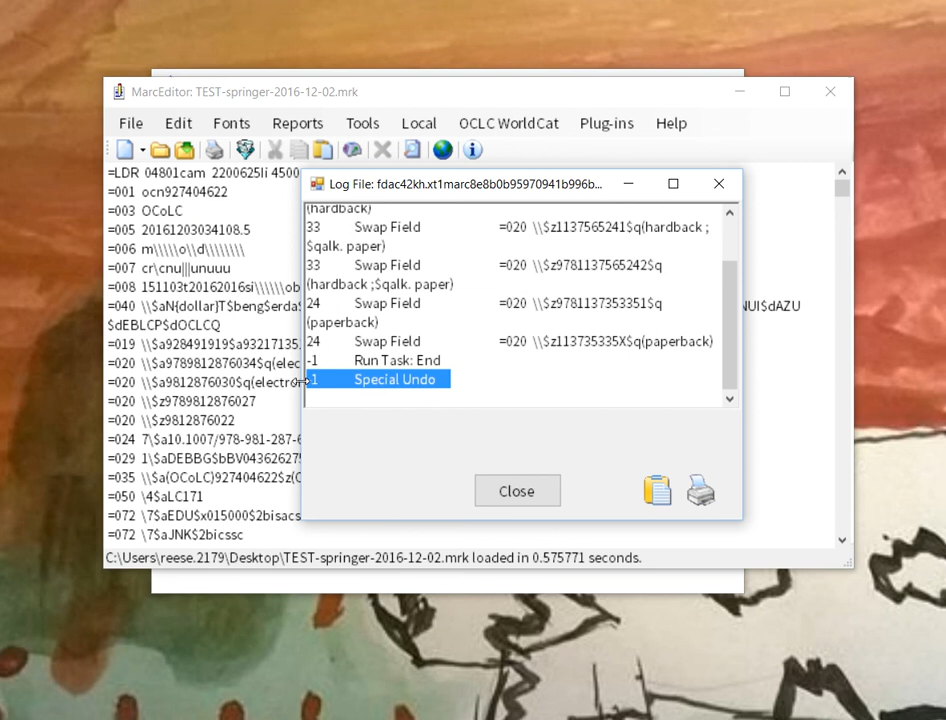 MarcEditor: TEST-springer-2016-12-02.mrk
File Edit Fonts Reports Tools Local OCLC WorldCat Plug-ins Help
=LDR 04801cam 2200625Ii 4500
=001 ocn927404622
=003 OCoLC
=005 20161203034108.5
=006 m\\\\\o\\d\\\\\\\\
=007 cr\cnu|||unuuu
=008 151103t20162016si\\\\\\ob
=040 \\$aN{dollar}T$beng$erda$ NUI$dAZU
$dEBLCP$dOCLCQ
=019 \\$a928491919$a93217135
=020 \\$a9789812876034$q(elec
=020 \\$a9812876030$q(electro
=020 \\$z9789812876027
=020 \\$z9812876022
=024 7\$a10.1007/978-981-287-6
=029 1\$aDEBBG$bBV04362627
=035 \\$a(OCoLC)927404622$z(O
=050 \4$aLC171
=072 \7$aEDU$x015000$2bisacs
=072 \7$aJNK$2bicssc
C:\Users\reese.2179\Desktop\TEST-springer-2016-12-02.mrk loaded in 0.575771 seconds.
Log File: fdac42kh.xt1marc8e8b0b95970941b996b...
(hardback)
33 Swap Field =020 \\$z1137565241$q(hardback ;
$qalk. paper)
33 Swap Field =020 \\$z9781137565242$q
(hardback ;$qalk. paper)
24 Swap Field =020 \\$z9781137353351$q
(paperback)
24 Swap Field =020 \\$z113735335X$q(paperback)
-1 Run Task: End
-1 Special Undo
Close